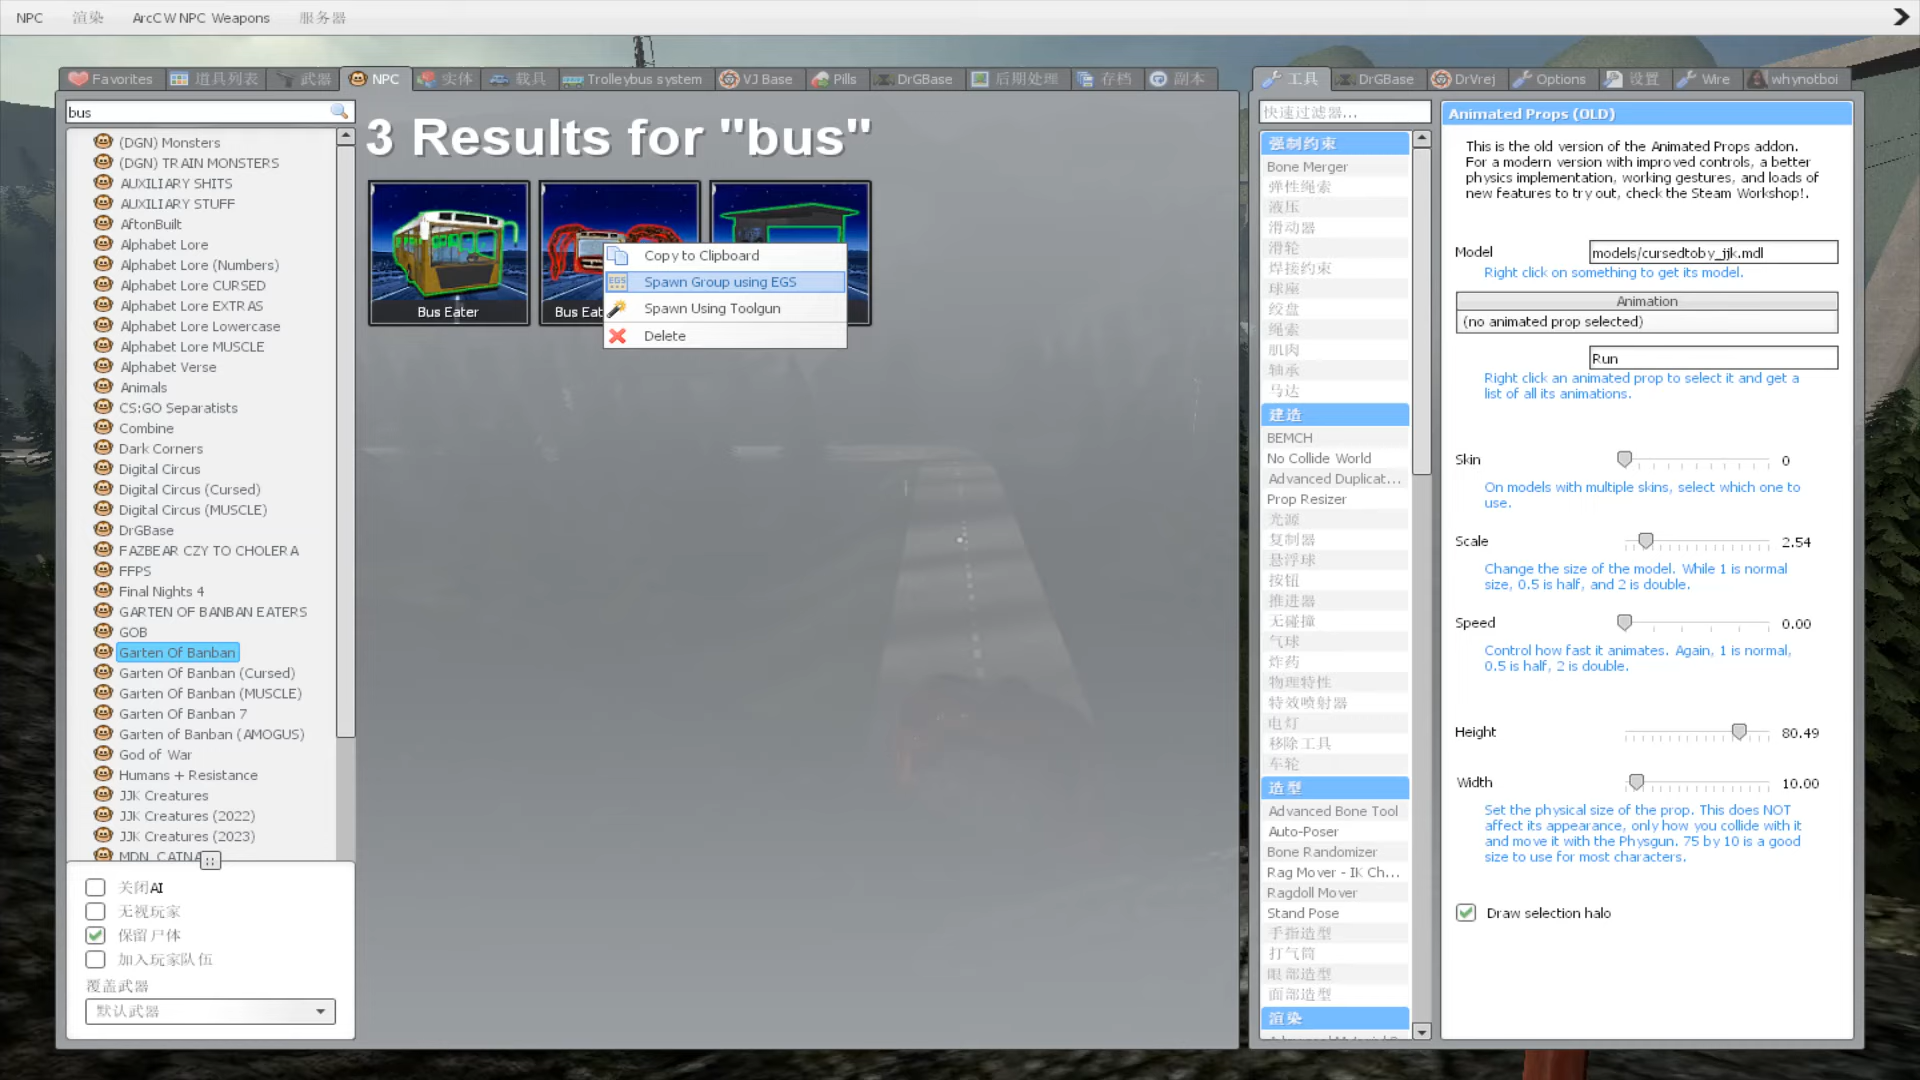 NPC 渲染 ArcCW NPC Weapons 服务器
Favorites 道具列表 武器 NPC 实体 载具 Trolleybus system VJ Base Pills DrGBase 后期处理 存档 副本
bus
3 Results for "bus"
(DGN) Monsters
(DGN) TRAIN MONSTERS
AUXILIARY SHITS
AUXILIARY STUFF
AftonBuilt
Alphabet Lore
Alphabet Lore (Numbers)
Alphabet Lore CURSED
Alphabet Lore EXTRAS
Alphabet Lore Lowercase
Alphabet Lore MUSCLE
Alphabet Verse
Animals
CS:GO Separatists
Combine
Dark Corners
Digital Circus
Digital Circus (Cursed)
Digital Circus (MUSCLE)
DrGBase
FAZBEAR CZY TO CHOLERA
FFPS
Final Nights 4
GARTEN OF BANBAN EATERS
GOB
Garten Of Banban
Garten Of Banban (Cursed)
Garten Of Banban (MUSCLE)
Garten Of Banban 7
Garten of Banban (AMOGUS)
God of War
Humans + Resistance
JJK Creatures
JJK Creatures (2022)
JJK Creatures (2023)
MDN CATNA
关闭AI
无视玩家
保留尸体
加入玩家队伍
覆盖武器
默认武器
Bus Eater
Bus Eat
Copy to Clipboard
EGS Spawn Group using EGS
Spawn Using Toolgun
Delete
工具 DrGBase DrVrej Options 设置 Wire whynotboi
快速过滤器...
强制约束
Bone Merger
弹性绳索
液压
滑动器
滑轮
焊接约束
球座
绞盘
绳索
肌肉
轴承
马达
建造
BEMCH
No Collide World
Advanced Duplicat...
Prop Resizer
光源
复制器
悬浮球
按钮
推进器
无碰撞
气球
炸药
物理特性
特效喷射器
电灯
移除工具
车轮
造型
Advanced Bone Tool
Auto-Poser
Bone Randomizer
Rag Mover - IK Ch...
Ragdoll Mover
Stand Pose
手指造型
打气筒
眼部造型
面部造型
渲染
Animated Props (OLD)
This is the old version of the Animated Props addon.
For a modern version with improved controls, a better
physics implementation, working gestures, and loads of
new features to try out, check the Steam Workshop!.
Model models/cursedtoby_jjk.mdl
Right click on something to get its model.
Animation
(no animated prop selected)
Run
Right click an animated prop to select it and get a
list of all its animations.
Skin 0
On models with multiple skins, select which one to
use.
Scale 2.54
Change the size of the model. While 1 is normal
size, 0.5 is half, and 2 is double.
Speed 0.00
Control how fast it animates. Again, 1 is normal,
0.5 is half, 2 is double.
Height 80.49
Width 10.00
Set the physical size of the prop. This does NOT
affect its appearance, only how you collide with it
and move it with the Physgun. 75 by 10 is a good
size to use for most characters.
Draw selection halo